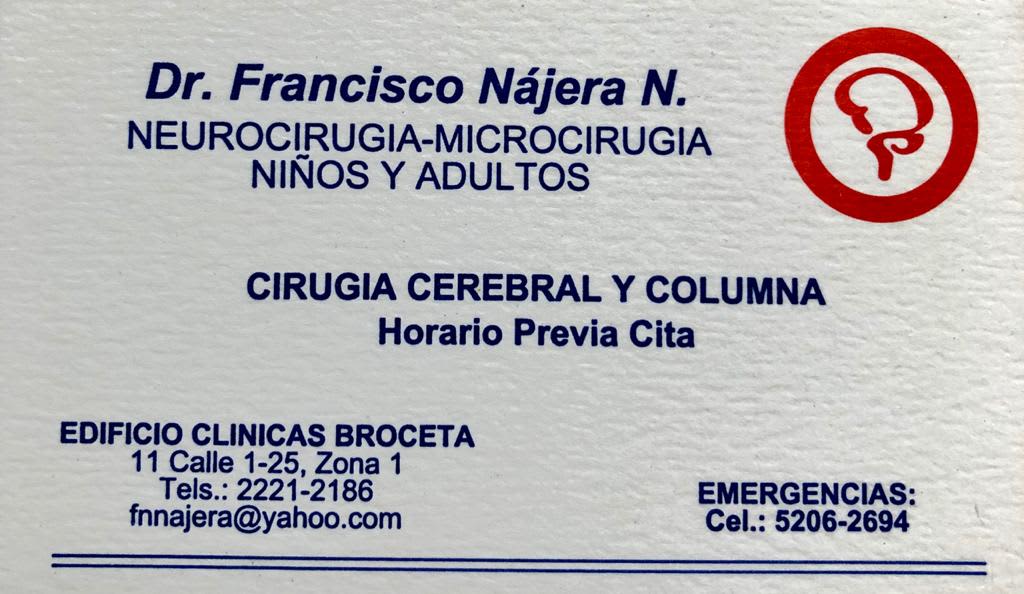 Dr. Francisco Nájera N.
NEUROCIRUGIA-MICROCIRUGIA
NIÑOS Y ADULTOS
CIRUGIA CEREBRAL Y COLUMNA
Horario Previa Cita
EDIFICIO CLINICAS BROCETA
11 Calle 1-25, Zona 1
Tels.: 2221-2186
fnnajera@yahoo.com
EMERGENCIAS:
Cel.: 5206-2694